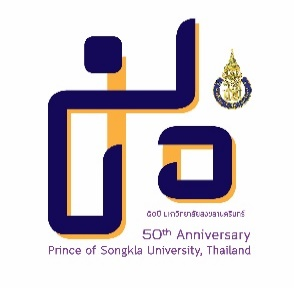 ๕๐ปี มหาวิทยาลัยสงขลานครินทร์
50th Anniversary
Prince of Songkla University, Thailand